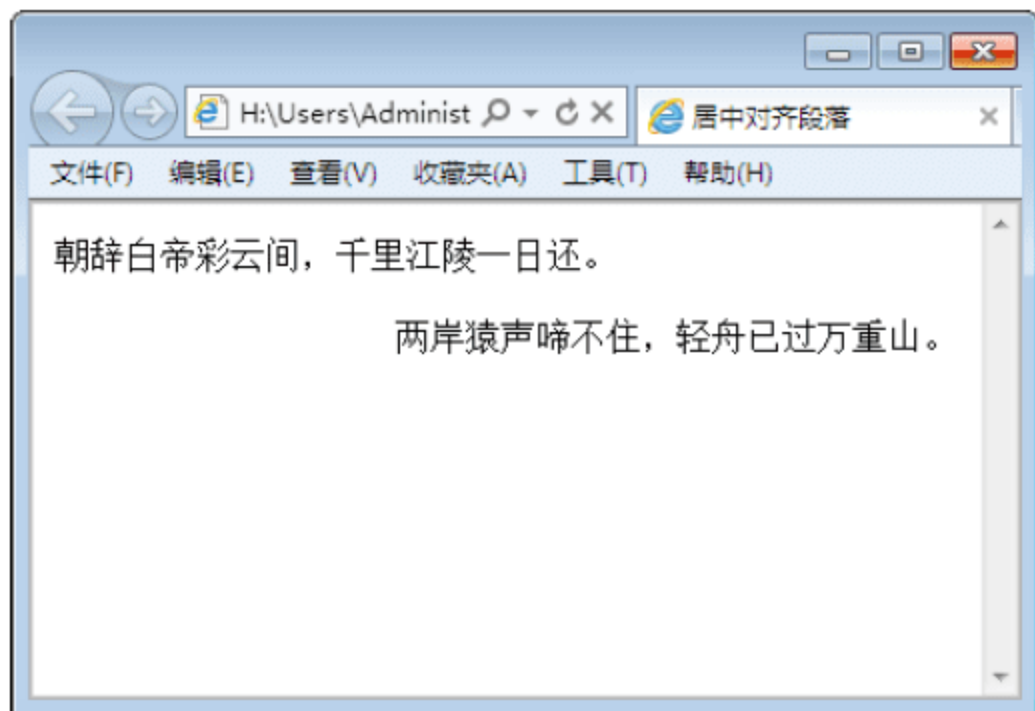 H:\Users\Administ
居中对齐段落
文件(F) 编辑(E) 查看(V) 收藏夹(A) 工具(T) 帮助(H)
朝辞白帝彩云间，千里江陵一日还。
两岸猿声啼不住，轻舟已过万重山。